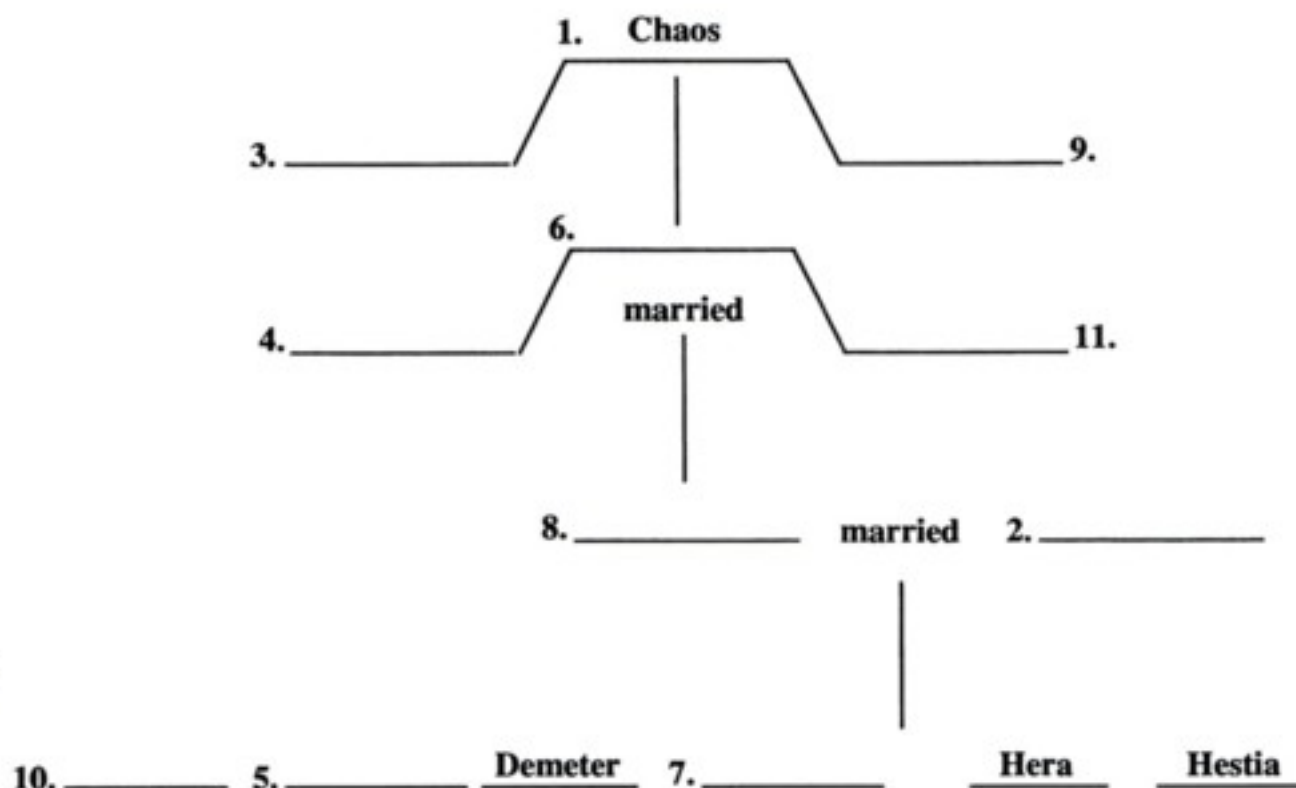 1. Chaos
3. 9.
6.
married
4. 11.
8. married 2.
10. 5. Demeter 7. Hera Hestia